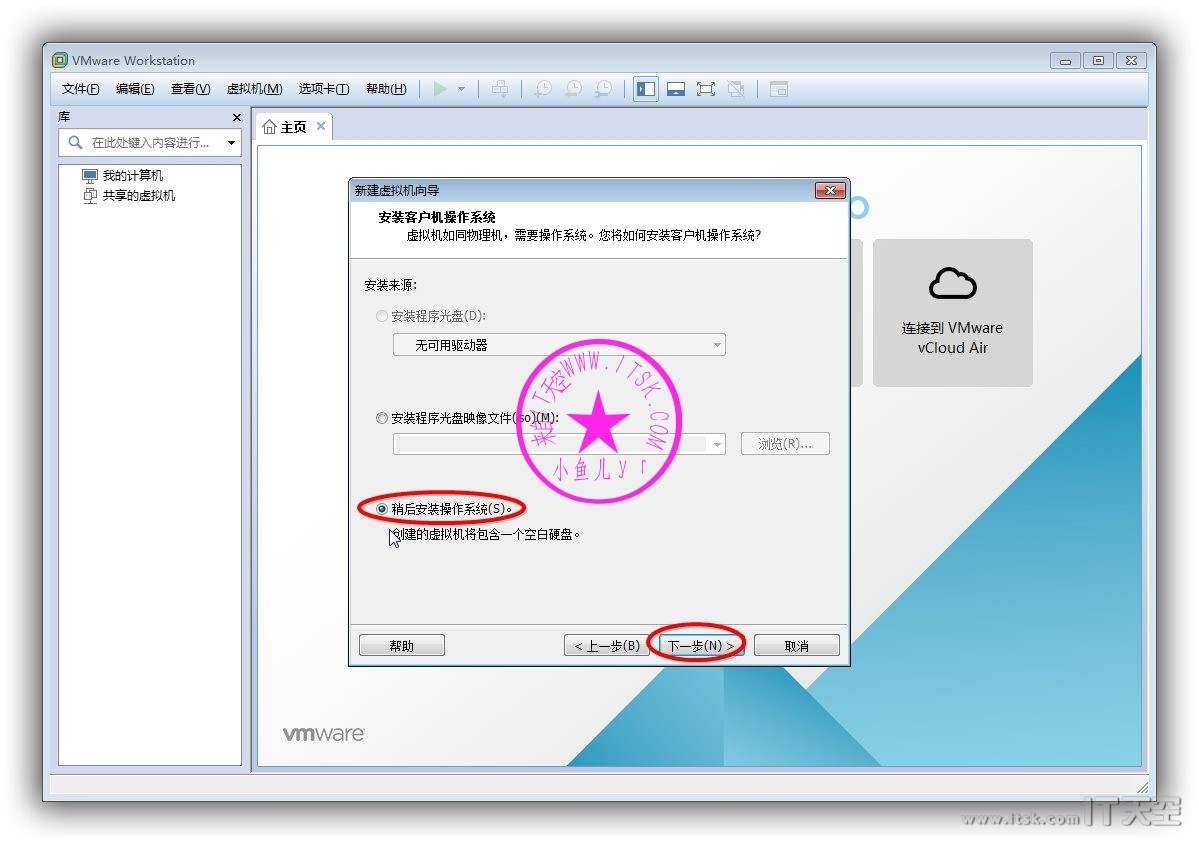 VMware Workstation
文件(F) 编辑(E) 查看(V) 虚拟机(M) 选项卡(T) 帮助(H)
库
主页
在此处键入内容进行...
我的计算机
共享的虚拟机
新建虚拟机向导
安装客户机操作系统
虚拟机如同物理机，需要操作系统。您将如何安装客户机操作系统?
安装来源:
安装程序光盘(D):
无可用驱动器
安装程序光盘映像文件(iso)(M):
浏览(R)...
稍后安装操作系统(S)。
创建的虚拟机将包含一个空白硬盘。
帮助
< 上一步(B)
下一步(N) >
取消
连接到 VMware
vCloud Air
来自IT天空WWW.ITSK.COM
小鱼儿yr
vmware
www.itsk.com IT天空